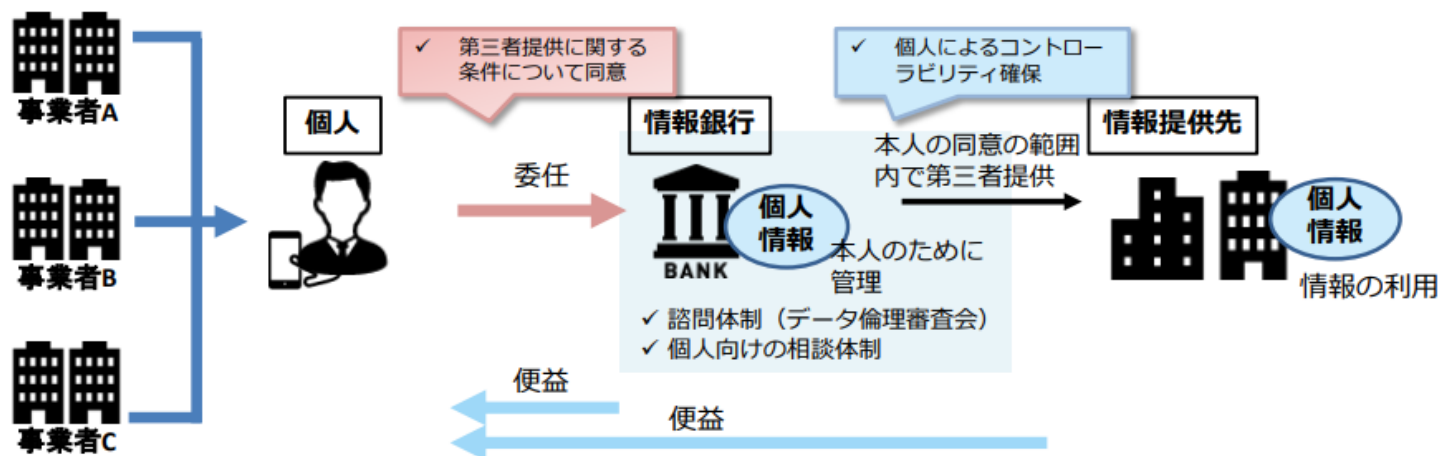 事業者A
事業者B
事業者C
個人
✓ 第三者提供に関する
条件について同意
委任
情報銀行
BANK
個人
情報
本人のために
管理
✓ 諮問体制（データ倫理審査会）
✓ 個人向けの相談体制
✓ 個人によるコントロー
ラビリティ確保
本人の同意の範囲
内で第三者提供
情報提供先
個人
情報
情報の利用
便益
便益